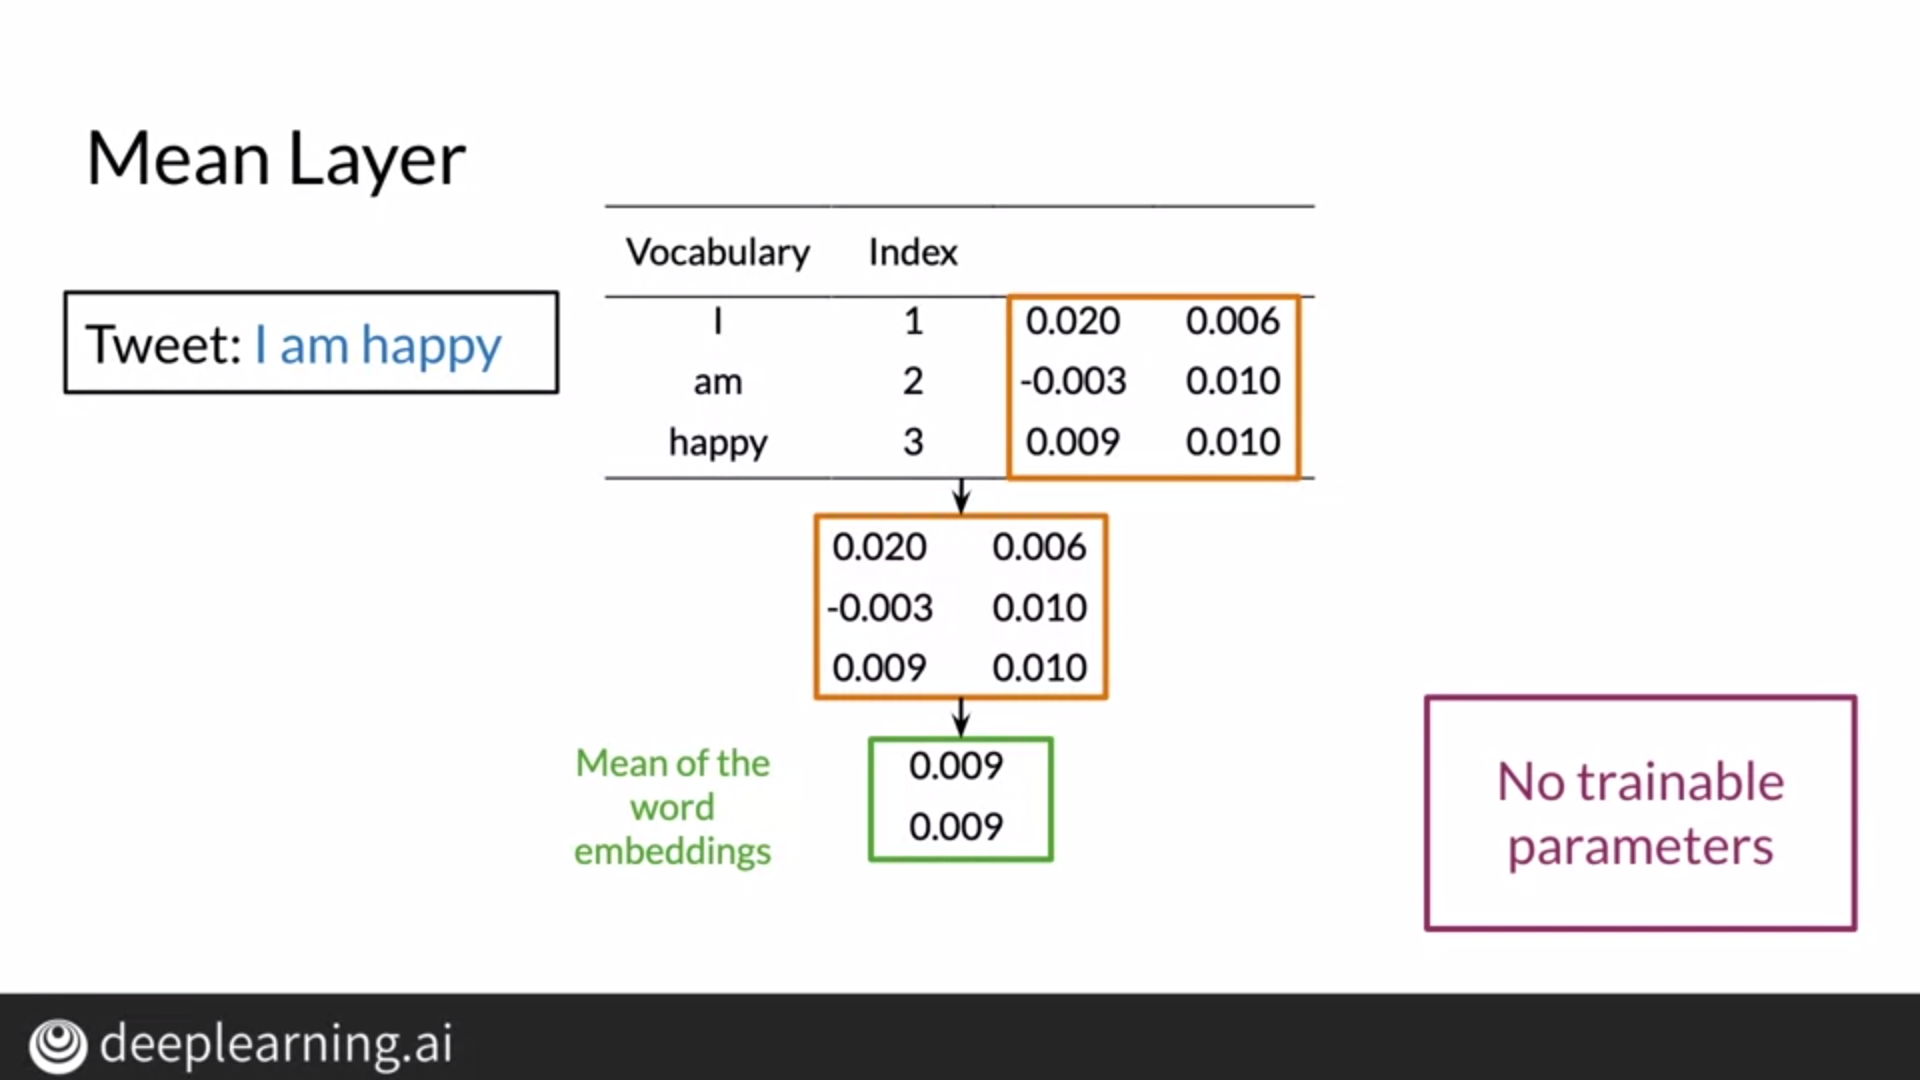 Mean Layer
Tweet: I am happy
Vocabulary Index
I 1 0.020 0.006
am 2 -0.003 0.010
happy 3 0.009 0.010
0.020 0.006
-0.003 0.010
0.009 0.010
Mean of the
word
embeddings
0.009
0.009
No trainable
parameters
deeplearning.ai